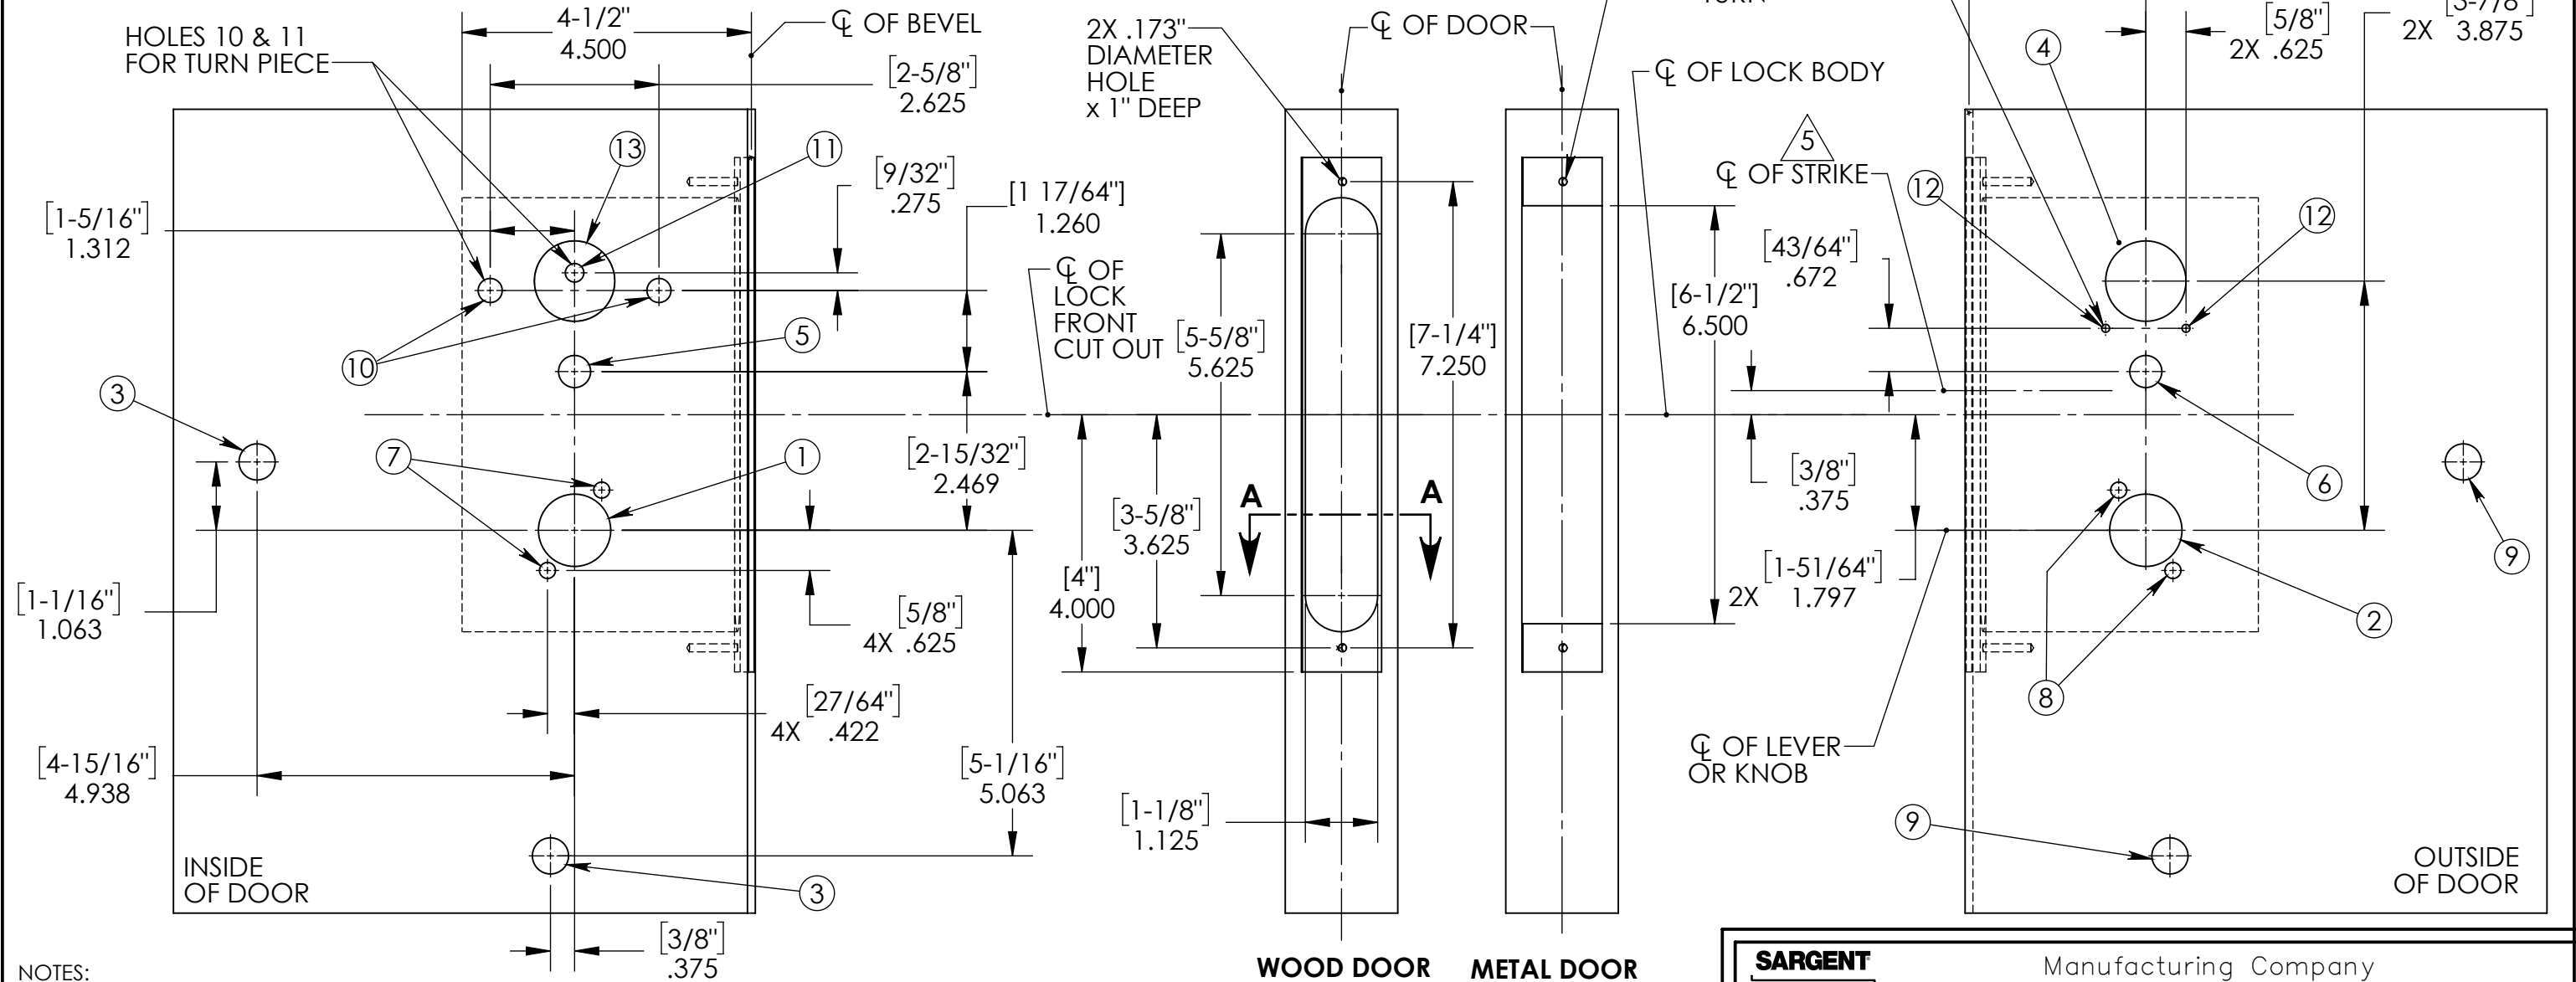 HOLES 10 & 11
FOR TURN PIECE
4-1/2"
4.500
℄ OF BEVEL
[2-5/8"]
2.625
13
11
[9/32"]
.275
[1 17/64"]
1.260
[1-5/16"]
1.312
5
10
3
7
1
[2-15/32"]
2.469
[1-1/16"]
1.063
[5/8"]
4X .625
[27/64"]
4X .422
[4-15/16"]
4.938
[5-1/16"]
5.063
3
INSIDE
OF DOOR
[3/8"]
.375
NOTES:
2X .173"
DIAMETER
HOLE
x 1" DEEP
℄ OF DOOR
℄ OF
LOCK
FRONT
CUT OUT
[5-5/8"]
5.625
[7-1/4"]
7.250
A
A
[3-5/8"]
3.625
[4"]
4.000
[1-1/8"]
1.125
WOOD DOOR
METAL DOOR
℄ OF LOCK BODY
5
℄ OF STRIKE
[6-1/2"]
6.500
[43/64"]
.672
12
12
4
[5/8"]
2X .625
[3-7/8"]
2X 3.875
[3/8"]
.375
[1-51/64"]
2X 1.797
6
9
2
8
℄ OF LEVER
OR KNOB
9
OUTSIDE
OF DOOR
SARGENT
Manufacturing Company